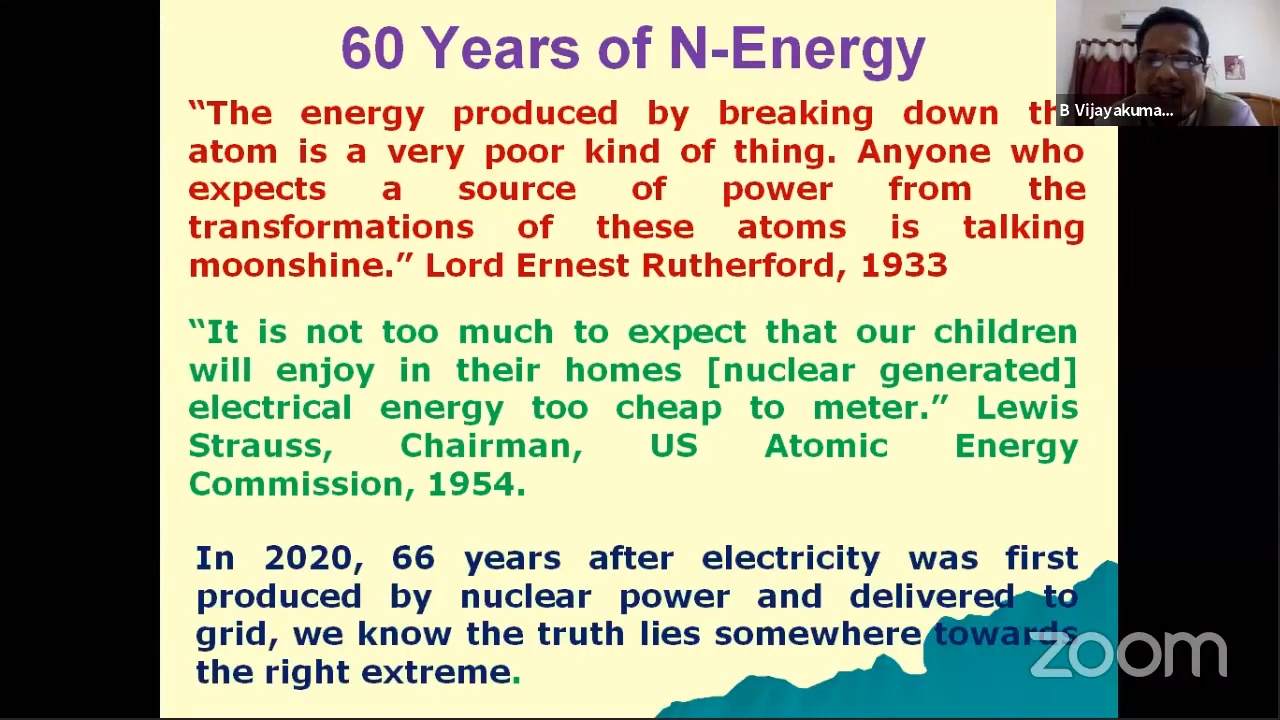 60 Years of N-Energy
“The energy produced by breaking down th
atom is a very poor kind of thing. Anyone who
expects a source of power from the
transformations of these atoms is talking
moonshine.” Lord Ernest Rutherford, 1933
“It is not too much to expect that our children
will enjoy in their homes [nuclear generated]
electrical energy too cheap to meter.” Lewis
Strauss, Chairman, US Atomic Energy
Commission, 1954.
In 2020, 66 years after electricity was first
produced by nuclear power and delivered to
grid, we know the truth lies somewhere towards
the right extreme.
B Vijayakuma...
zoom